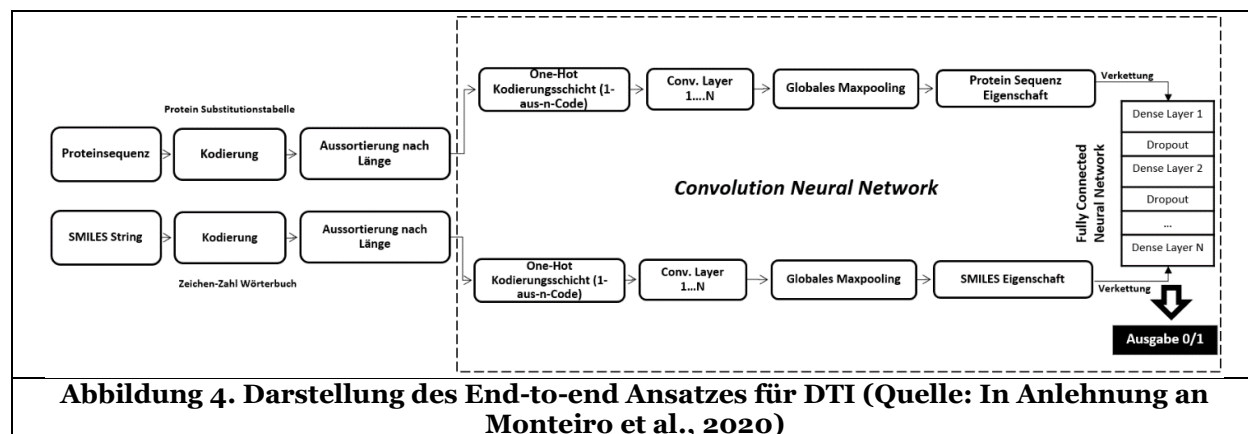 One-Hot
Kodierungsschicht (1-
aus-n-Code)
Conv. Layer
1....N
Globales Maxpooling
Protein Sequenz
Eigenschaft
Verkettung
Protein Substitutionstabelle
Proteinsequenz
Kodierung
Aussortierung nach
Länge
Convolution Neural Network
Fully Connected
Neural Network
Dense Layer 1
Dropout
Dense Layer 2
Dropout
...
Dense Layer N
SMILES String
Kodierung
Aussortierung nach
Länge
Zeichen-Zahl Wörterbuch
One-Hot
Kodierungsschicht (1-
aus-n-Code)
Conv. Layer
1...N
Globales Maxpooling
SMILES Eigenschaft
Verkettung
Ausgabe 0/1
Abbildung 4. Darstellung des End-to-end Ansatzes für DTI (Quelle: In Anlehnung an
Monteiro et al., 2020)